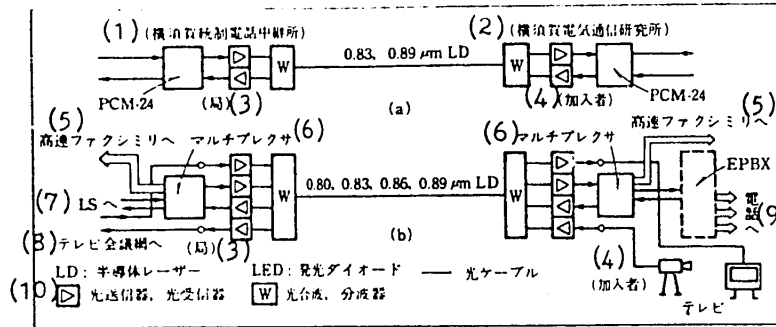 (1) (横須賀統制電話中継所)
(2) (横須賀電気通信研究所)
0.83, 0.89 μm LD
W
W
PCM-24
(局) (3)
(a)
(4) (加入者)
PCM-24
(5) 高速ファクシミリへ
マルチプレクサ (6)
(6) マルチプレクサ
高速ファクシミリへ (5)
EPBX
W
0.80, 0.83, 0.86, 0.89 μm LD
W
(7) LSへ
電話へ (9)
(8) テレビ会議網へ
(局) (3)
(b)
(4) (加入者)
テレビ
LD: 半導体レーザー LED: 発光ダイオード ── 光ケーブル
(10) ▷ 光送信器, 光受信器 W 光合波, 分波器